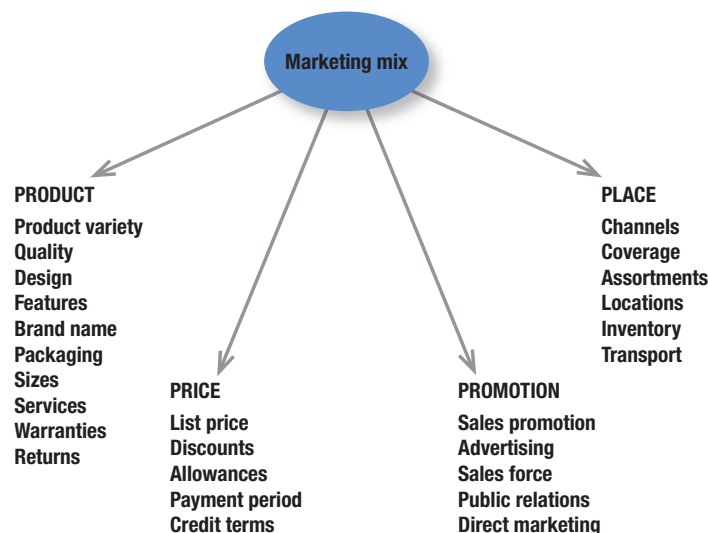 Marketing mix
PRODUCT
Product variety
Quality
Design
Features
Brand name
Packaging
Sizes
Services
Warranties
Returns
PRICE
List price
Discounts
Allowances
Payment period
Credit terms
PROMOTION
Sales promotion
Advertising
Sales force
Public relations
Direct marketing
PLACE
Channels
Coverage
Assortments
Locations
Inventory
Transport